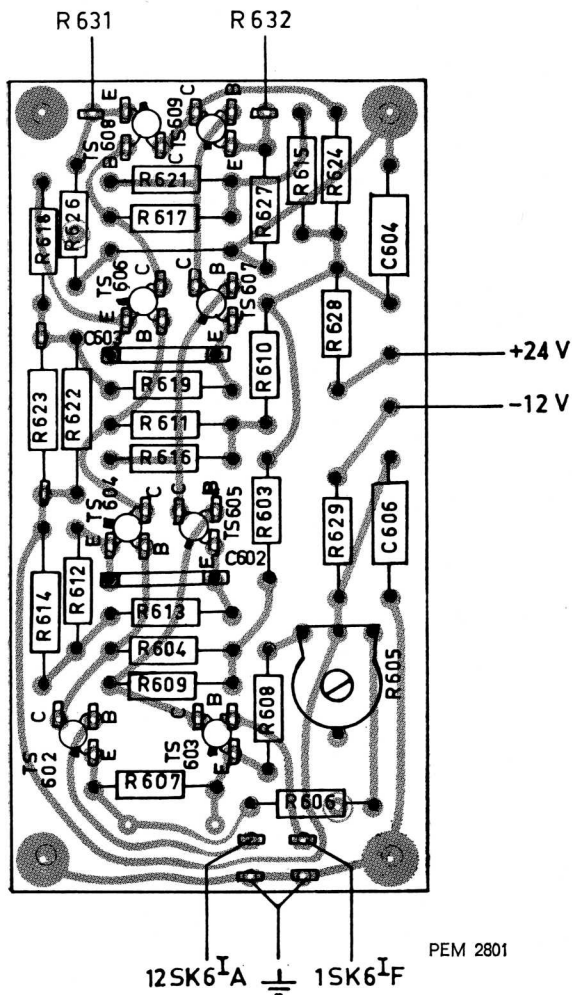 R631 R632
E C B
TS 608 TS609
B C E
R621
R615
R624
R617
R618
R626
R627
C604
TS 606
C C B
TS607
E B E
C603
R628
+24 V
R610
R619
-12 V
R623
R622
R611
R616
TS 604
C C B
TS605
R603
R629
C606
E B E
C602
R614
R612
R613
R604
R609
R605
C B C B
R608
TS 602
E
TS 603
E
R607
R606
12SK6IA 1SK6IF
PEM 2801